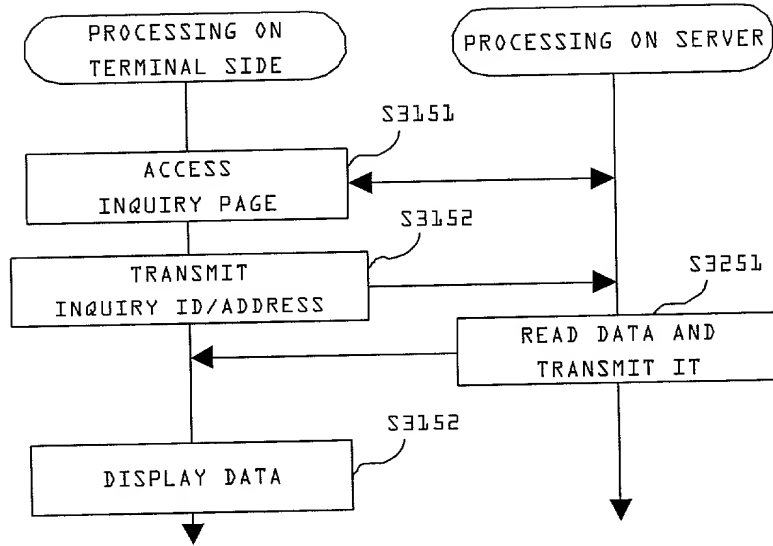 PROCESSING ON
TERMINAL SIDE
PROCESSING ON SERVER
S3151
ACCESS
INQUIRY PAGE
S3152
TRANSMIT
INQUIRY ID/ADDRESS
S3251
READ DATA AND
TRANSMIT IT
S3152
DISPLAY DATA